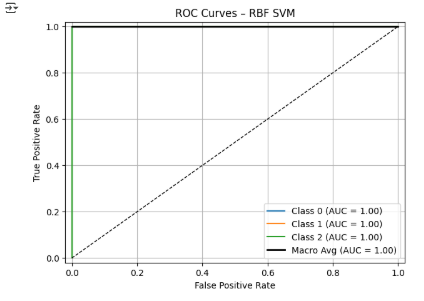 ROC Curves – RBF SVM
True Positive Rate
1.0
0.8
0.6
0.4
0.2
0.0
Class 0 (AUC = 1.00)
Class 1 (AUC = 1.00)
Class 2 (AUC = 1.00)
Macro Avg (AUC = 1.00)
0.0 0.2 0.4 0.6 0.8 1.0
False Positive Rate